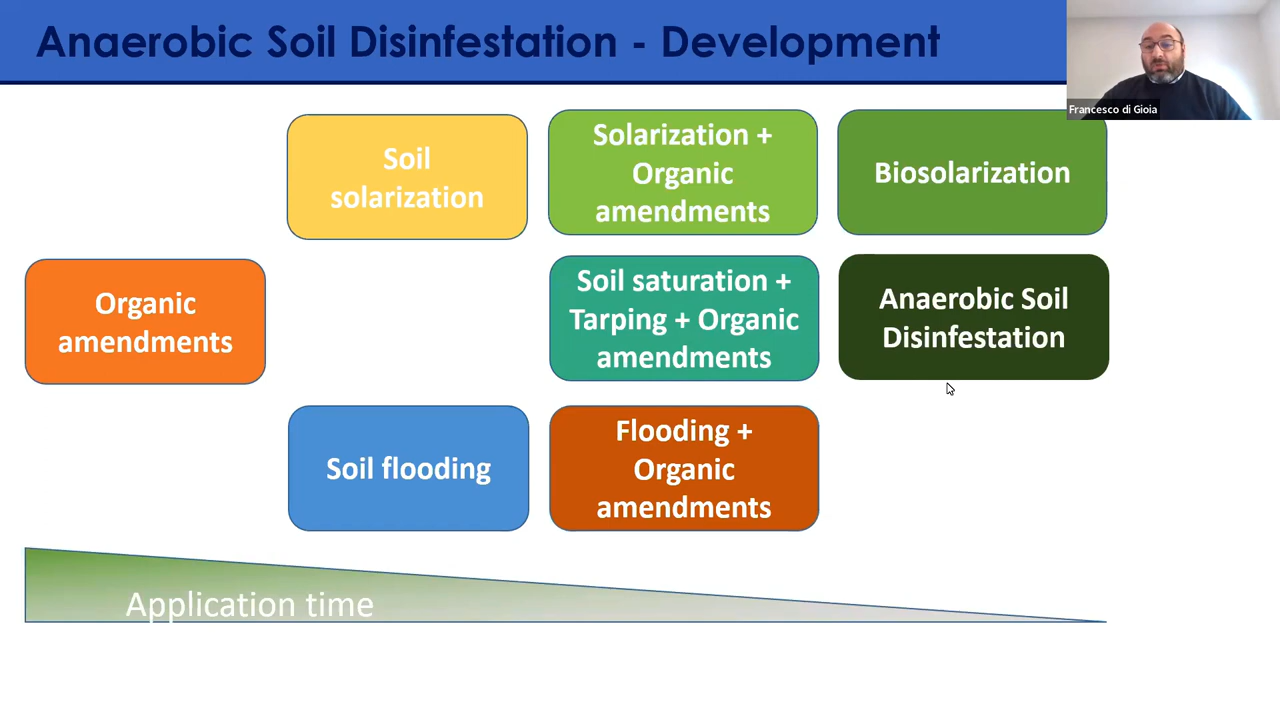 Anaerobic Soil Disinfestation - Development
Francesco di Gioia
Soil
solarization
Solarization +
Organic
amendments
Biosolarization
Organic
amendments
Soil saturation +
Tarping + Organic
amendments
Anaerobic Soil
Disinfestation
Soil flooding
Flooding +
Organic
amendments
Application time